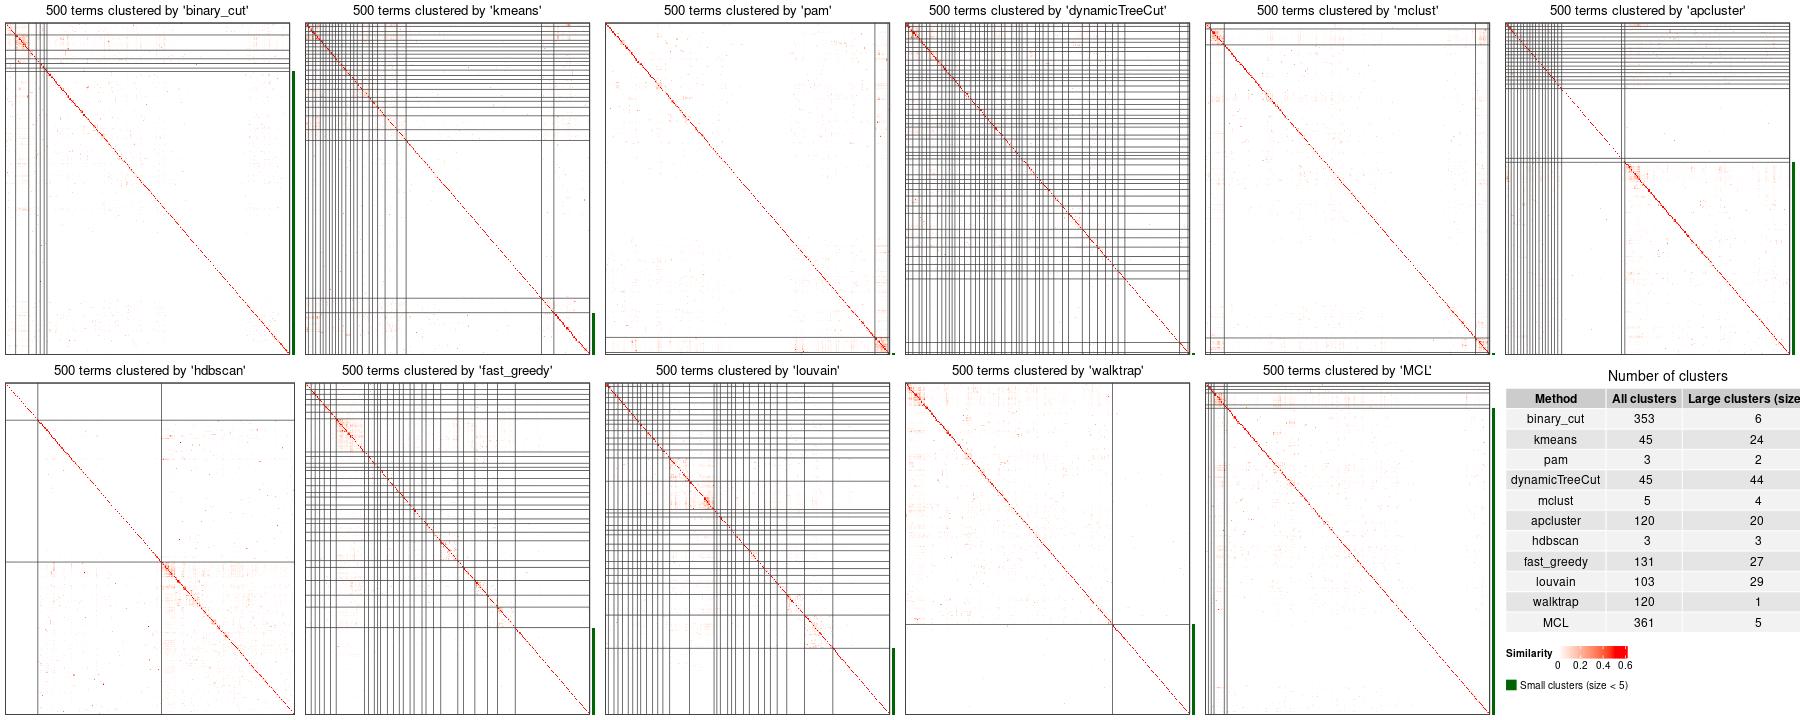 500 terms clustered by 'binary_cut'
500 terms clustered by 'kmeans'
500 terms clustered by 'pam'
500 terms clustered by 'dynamicTreeCut'
500 terms clustered by 'mclust'
500 terms clustered by 'apcluster'
500 terms clustered by 'hdbscan'
500 terms clustered by 'fast_greedy'
500 terms clustered by 'louvain'
500 terms clustered by 'walktrap'
500 terms clustered by 'MCL'
Number of clusters
Method All clusters Large clusters (size
binary_cut 353 6
kmeans 45 24
pam 3 2
dynamicTreeCut 45 44
mclust 5 4
apcluster 120 20
hdbscan 3 3
fast_greedy 131 27
louvain 103 29
walktrap 120 1
MCL 361 5
Similarity
0 0.2 0.4 0.6
Small clusters (size < 5)